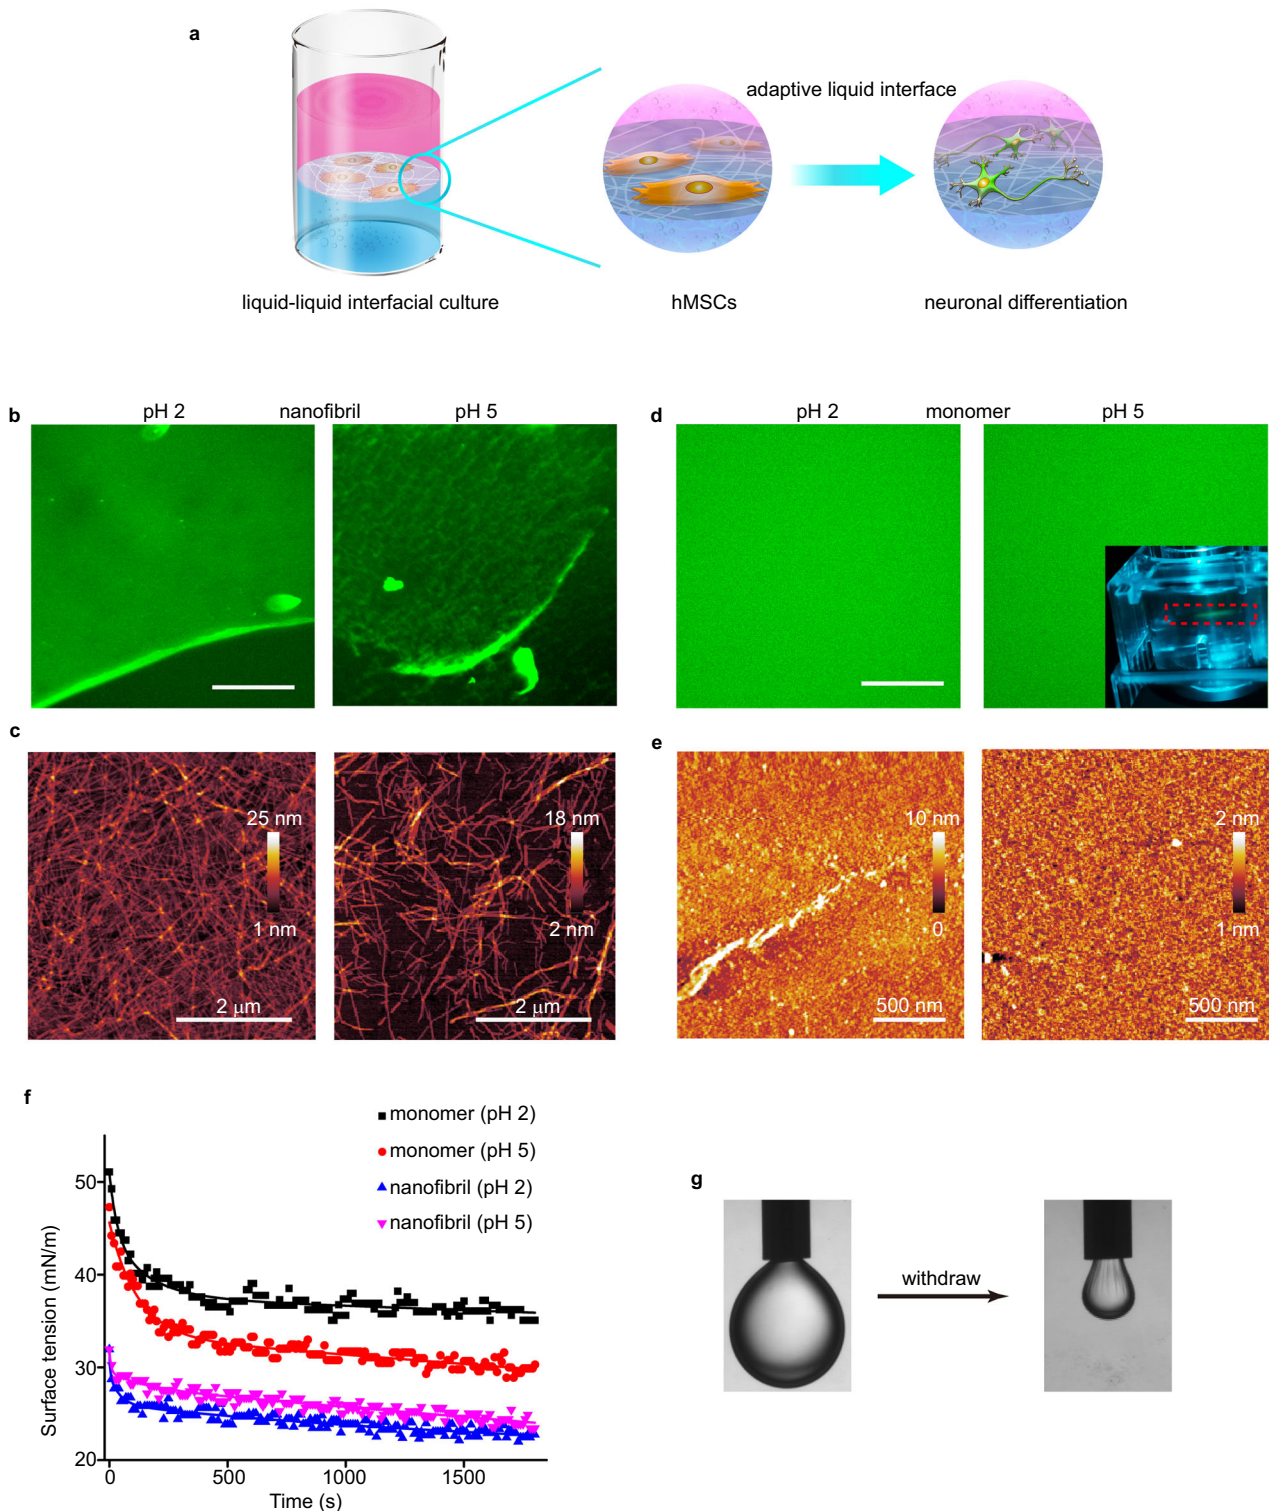 a
adaptive liquid interface
liquid-liquid interfacial culture
hMSCs
neuronal differentiation
b
pH 2
nanofibril
pH 5
d
pH 2
monomer
pH 5
c
25 nm
1 nm
2 μm
18 nm
2 nm
2 μm
e
10 nm
0
500 nm
2 nm
1 nm
500 nm
f
monomer (pH 2)
monomer (pH 5)
nanofibril (pH 2)
nanofibril (pH 5)
Surface tension (mN/m)
50
40
30
20
0
500
1000
1500
Time (s)
g
withdraw